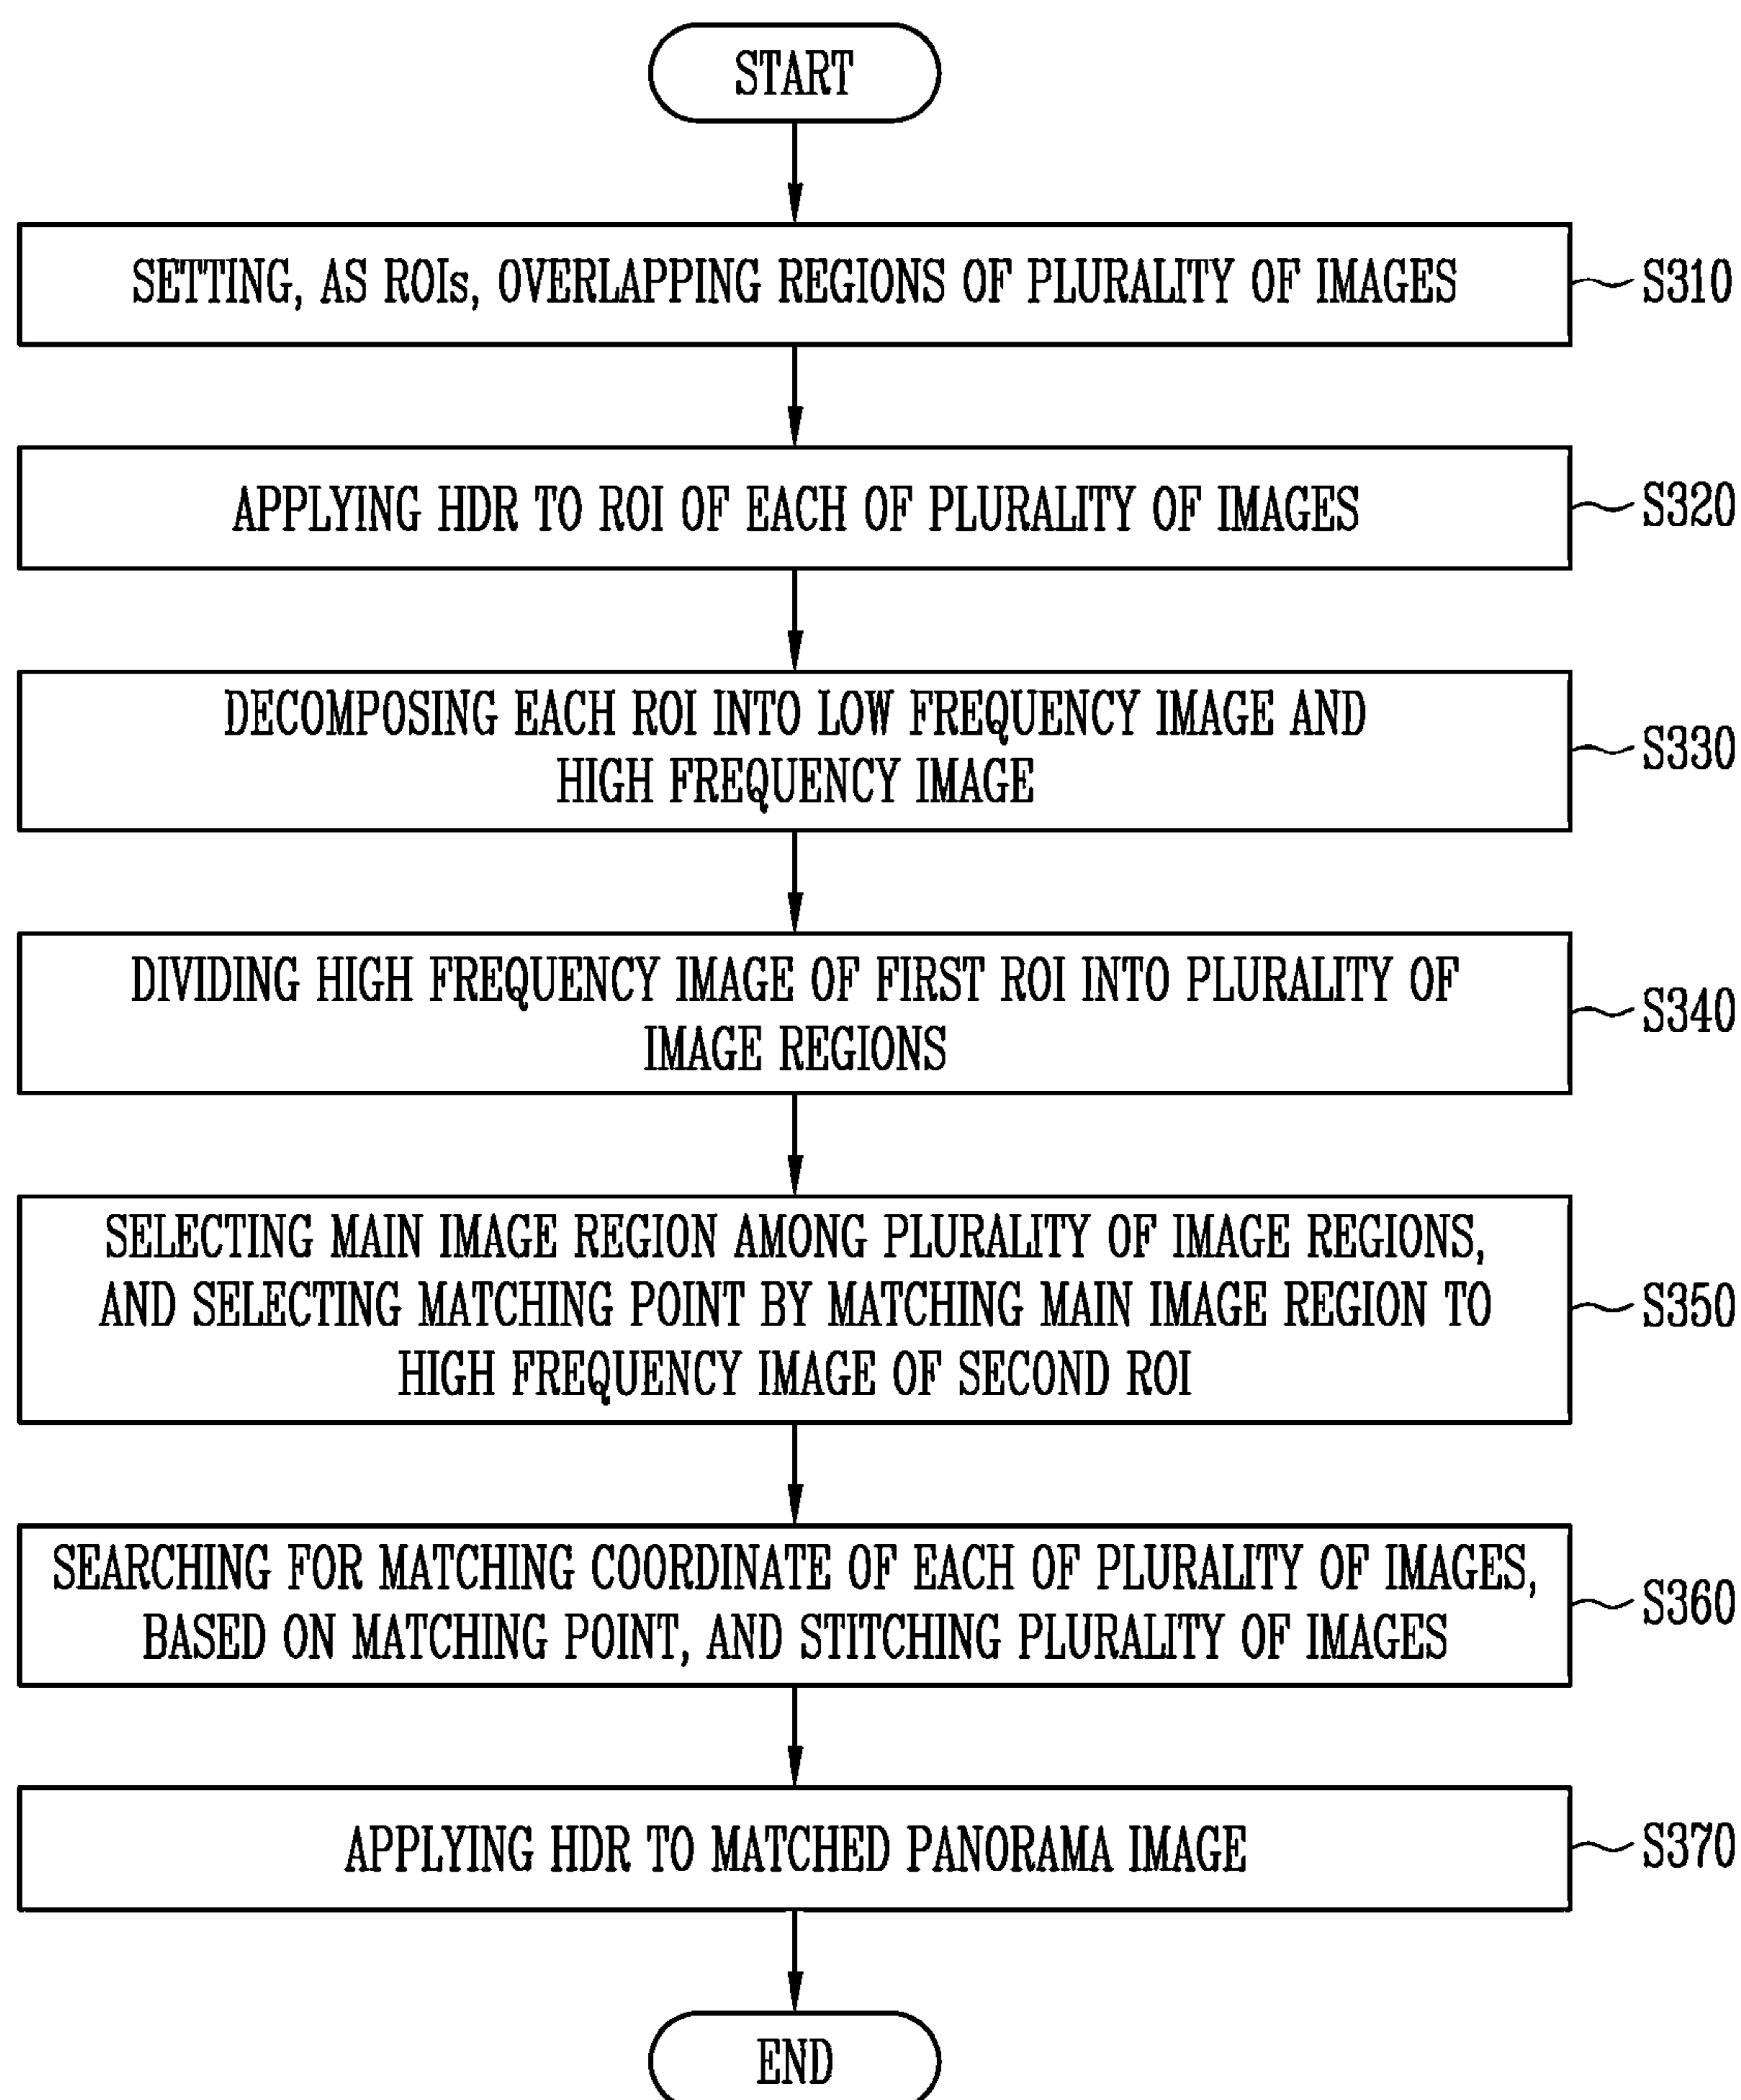 START
SETTING, AS ROIs, OVERLAPPING REGIONS OF PLURALITY OF IMAGES
S310
APPLYING HDR TO ROI OF EACH OF PLURALITY OF IMAGES
S320
DECOMPOSING EACH ROI INTO LOW FREQUENCY IMAGE AND
HIGH FREQUENCY IMAGE
S330
DIVIDING HIGH FREQUENCY IMAGE OF FIRST ROI INTO PLURALITY OF
IMAGE REGIONS
S340
SELECTING MAIN IMAGE REGION AMONG PLURALITY OF IMAGE REGIONS,
AND SELECTING MATCHING POINT BY MATCHING MAIN IMAGE REGION TO
HIGH FREQUENCY IMAGE OF SECOND ROI
S350
SEARCHING FOR MATCHING COORDINATE OF EACH OF PLURALITY OF IMAGES,
BASED ON MATCHING POINT, AND STITCHING PLURALITY OF IMAGES
S360
APPLYING HDR TO MATCHED PANORAMA IMAGE
S370
END